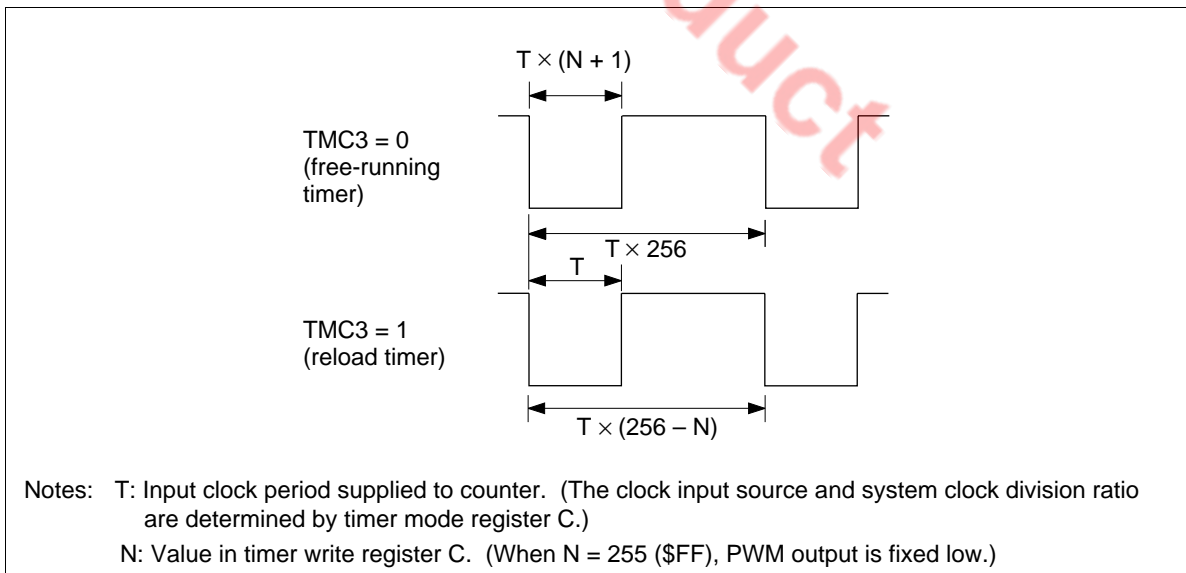 duct
T × (N + 1)
TMC3 = 0
(free-running
timer)
T × 256
T
TMC3 = 1
(reload timer)
T × (256 – N)
Notes: T: Input clock period supplied to counter. (The clock input source and system clock division ratio
are determined by timer mode register C.)
N: Value in timer write register C. (When N = 255 ($FF), PWM output is fixed low.)